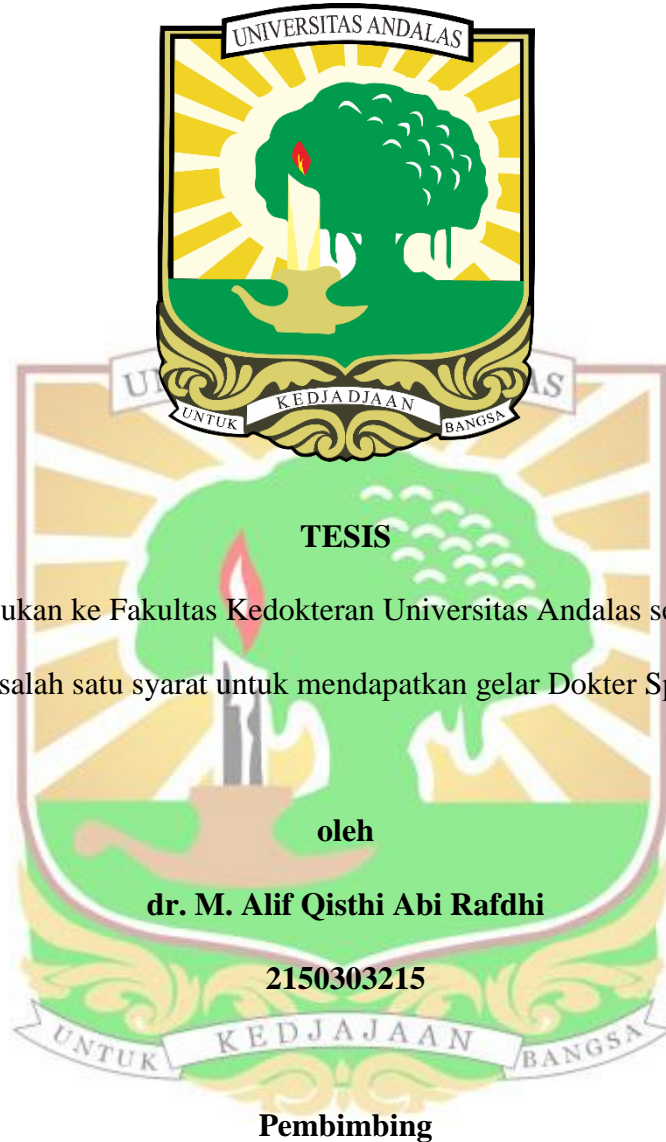 UNIVERSITAS ANDALAS
KEDJADJAAN
UNTUK BANGSA
TESIS
ukan ke Fakultas Kedokteran Universitas Andalas se
salah satu syarat untuk mendapatkan gelar Dokter Sp
oleh
dr. M. Alif Qisthi Abi Rafdhi
2150303215
UNTUK KEDJAJAAN BANGSA
Pembimbing